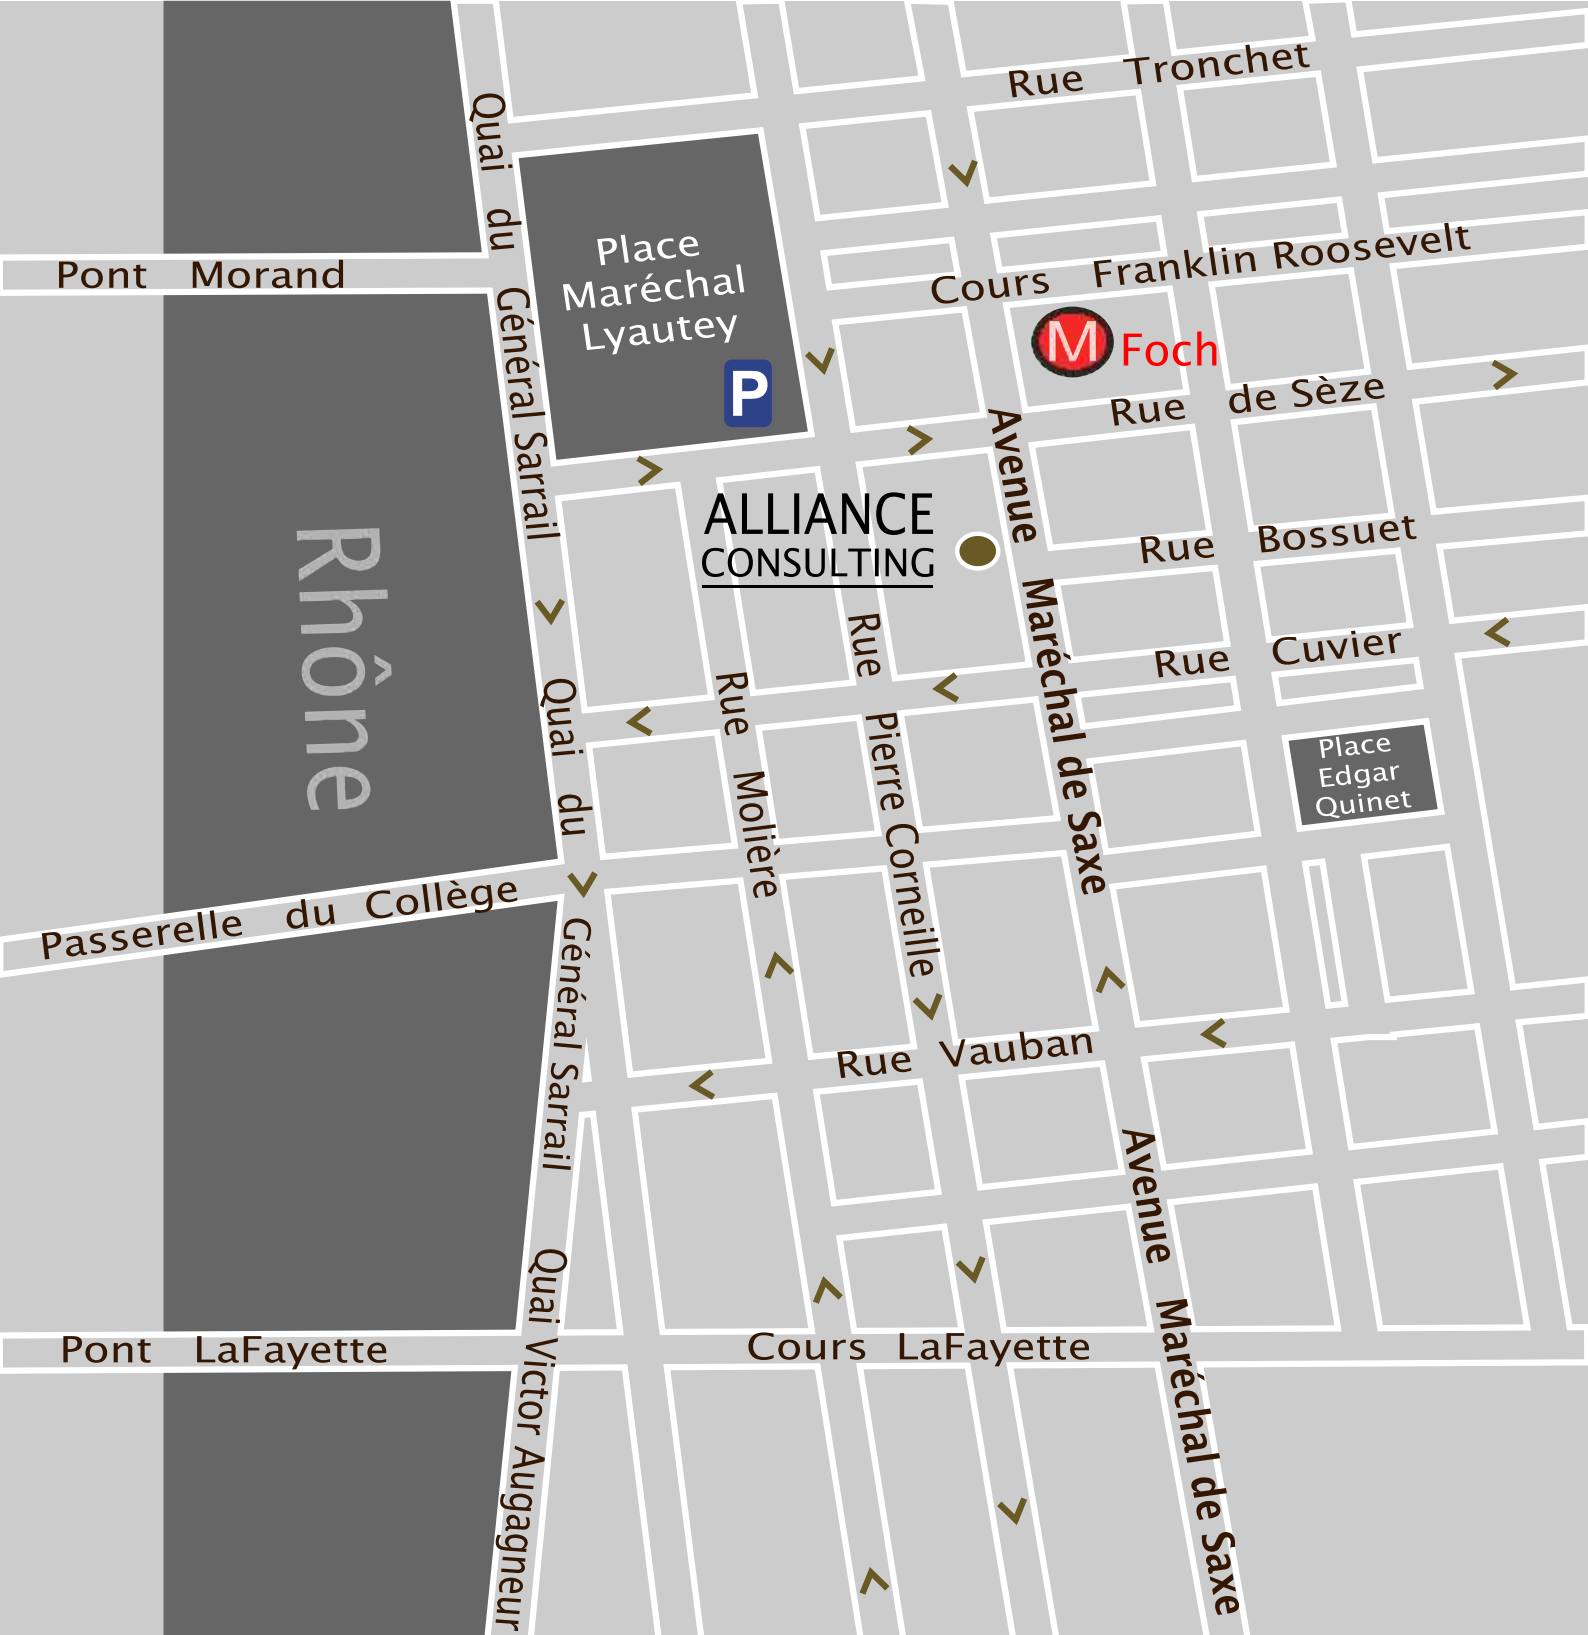 Rue Tronchet
Quai du Général Sarrail
Place
Maréchal
Lyautey
Pont Morand
Cours Franklin Roosevelt
M Foch
P
Rue de Sèze
Avenue Maréchal de Saxe
ALLIANCE
CONSULTING
Rue Bossuet
Rhône
Rue Cuvier
Rue Pierre Corneille
Rue Molière
Quai du Général Sarrail
Place
Edgar
Quinet
Passerelle du Collège
Rue Vauban
Avenue Maréchal de Saxe
Quai Victor Augagneur
Pont LaFayette
Cours LaFayette